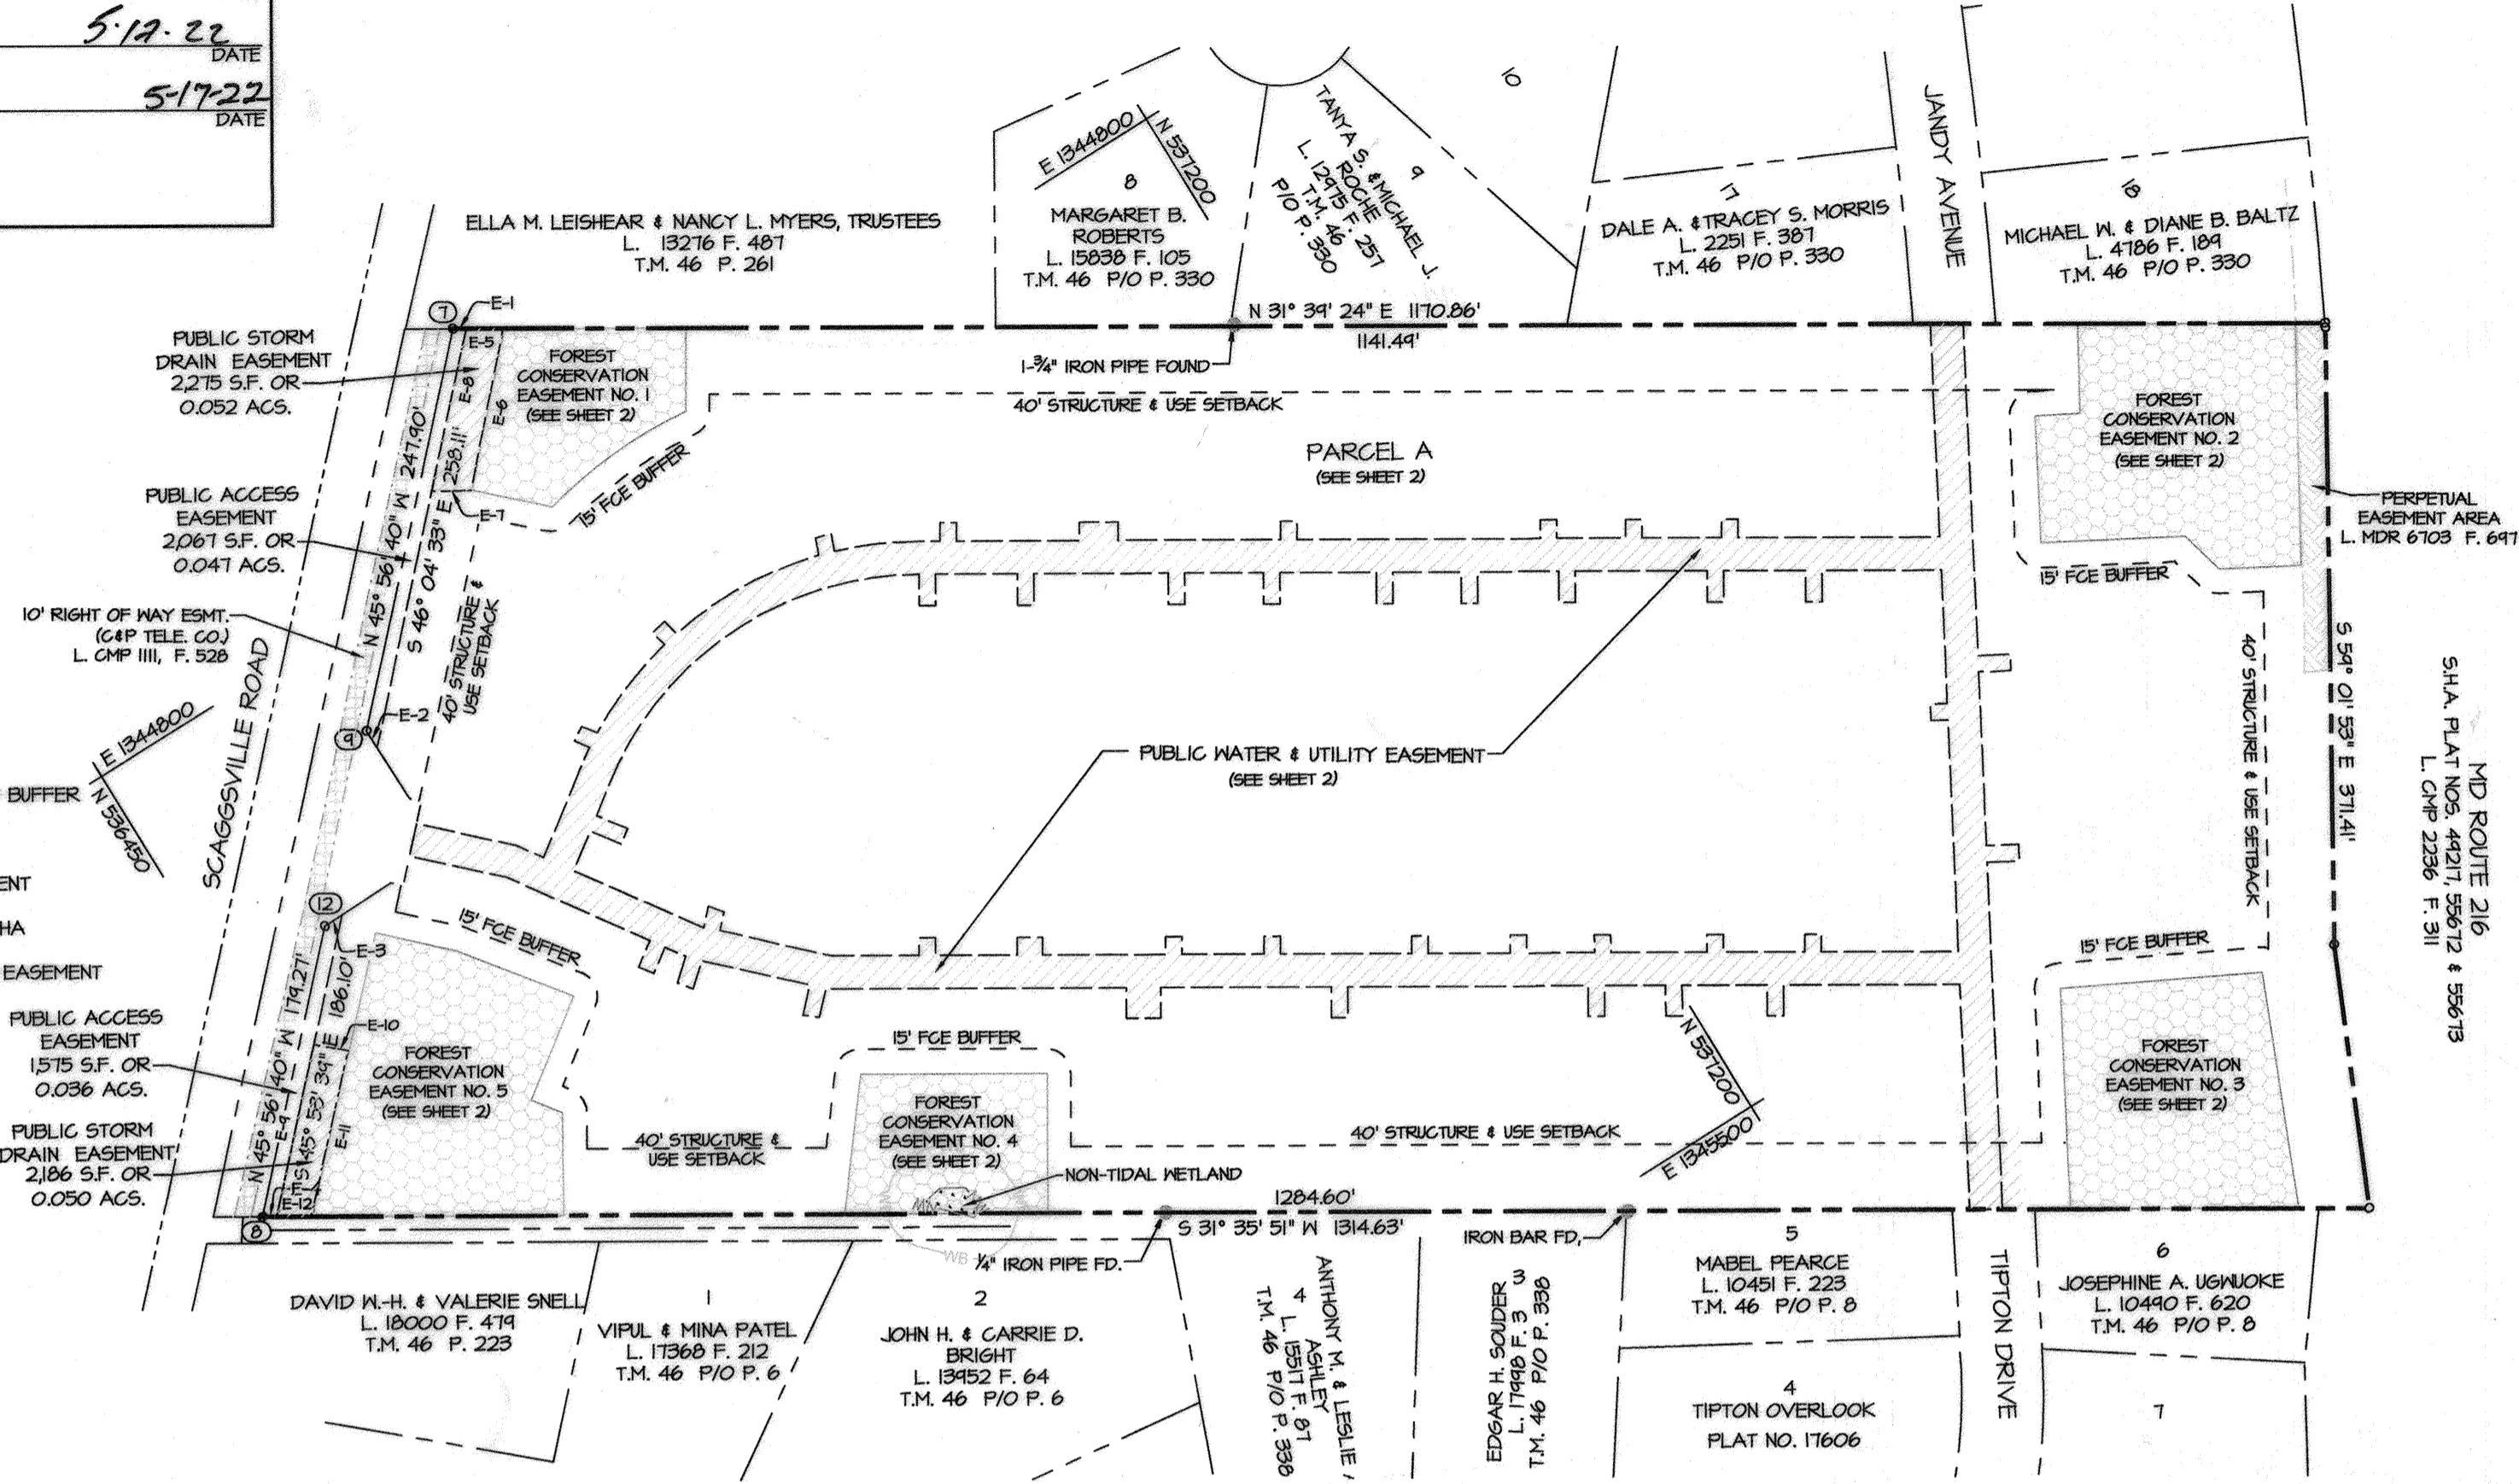 5-12-22
DATE
5-17-22
DATE
ELLA M. LEISHEAR & NANCY L. MYERS, TRUSTEES
L. 13276 F. 487
T.M. 46 P. 261
E 1344800
N 537200
8
MARGARET B.
ROBERTS
L. 15838 F. 105
T.M. 46 P/O P. 330
TANYA S. & MICHAEL J.
ROCHE
L. 12975 F. 257
T.M. 46
P/O P. 330
9
10
17
DALE A. & TRACEY S. MORRIS
L. 2251 F. 387
T.M. 46 P/O P. 330
JANDY AVENUE
18
MICHAEL W. & DIANE B. BALTZ
L. 4786 F. 189
T.M. 46 P/O P. 330
7
E-1
N 31° 39' 24" E 1170.86'
1141.49'
1-3/4" IRON PIPE FOUND
PUBLIC STORM
DRAIN EASEMENT
2,275 S.F. OR
0.052 ACS.
E-5
E-8
E-6
E-7
FOREST
CONSERVATION
EASEMENT NO. 1
(SEE SHEET 2)
15' FCE BUFFER
40' STRUCTURE & USE SETBACK
PARCEL A
(SEE SHEET 2)
FOREST
CONSERVATION
EASEMENT NO. 2
(SEE SHEET 2)
15' FCE BUFFER
PERPETUAL
EASEMENT AREA
L. MDR 6703 F. 697
PUBLIC ACCESS
EASEMENT
2,067 S.F. OR
0.047 ACS.
N 45° 56' 40" W 247.90'
S 46° 04' 33" E 258.11'
10' RIGHT OF WAY ESMT.
(C&P TELE. CO.)
L. CMP 1111, F. 528
40' STRUCTURE &
USE SETBACK
SCAGGSVILLE ROAD
E-2
9
E 1344800
N 536450
BUFFER
PUBLIC WATER & UTILITY EASEMENT
(SEE SHEET 2)
40' STRUCTURE & USE SETBACK
S 59° 01' 53" E 371.41'
MD ROUTE 216
S.H.A. PLAT NOS. 49217, 55672 & 55673
L. CMP 2236 F. 311
ENT
HA
EASEMENT
12
E-3
15' FCE BUFFER
N 45° 56' 40" W 179.27'
S 45° 53' 39" E 186.10'
PUBLIC ACCESS
EASEMENT
1,575 S.F. OR
0.036 ACS.
PUBLIC STORM
DRAIN EASEMENT
2,186 S.F. OR
0.050 ACS.
E-10
E-9
E-11
E-12
8
FOREST
CONSERVATION
EASEMENT NO. 5
(SEE SHEET 2)
40' STRUCTURE &
USE SETBACK
15' FCE BUFFER
FOREST
CONSERVATION
EASEMENT NO. 4
(SEE SHEET 2)
NON-TIDAL WETLAND
WB
N 537200
E 1345500
40' STRUCTURE & USE SETBACK
15' FCE BUFFER
FOREST
CONSERVATION
EASEMENT NO. 3
(SEE SHEET 2)
1284.60'
S 31° 35' 51" W 1314.63'
1/4" IRON PIPE FD.
IRON BAR FD,
DAVID W.-H. & VALERIE SNELL
L. 18000 F. 479
T.M. 46 P. 223
1
VIPUL & MINA PATEL
L. 17368 F. 212
T.M. 46 P/O P. 6
2
JOHN H. & CARRIE D.
BRIGHT
L. 13952 F. 64
T.M. 46 P/O P. 6
ANTHONY M. & LESLIE
ASHLEY
4 L. 15517 F. 87
T.M. 46 P/O P. 338
3
EDGAR H. SOUDER
L. 17998 F. 3
T.M. 46 P/O P. 338
5
MABEL PEARCE
L. 10451 F. 223
T.M. 46 P/O P. 8
4
TIPTON OVERLOOK
PLAT NO. 17606
TIPTON DRIVE
6
JOSEPHINE A. UGWUOKE
L. 10490 F. 620
T.M. 46 P/O P. 8
7